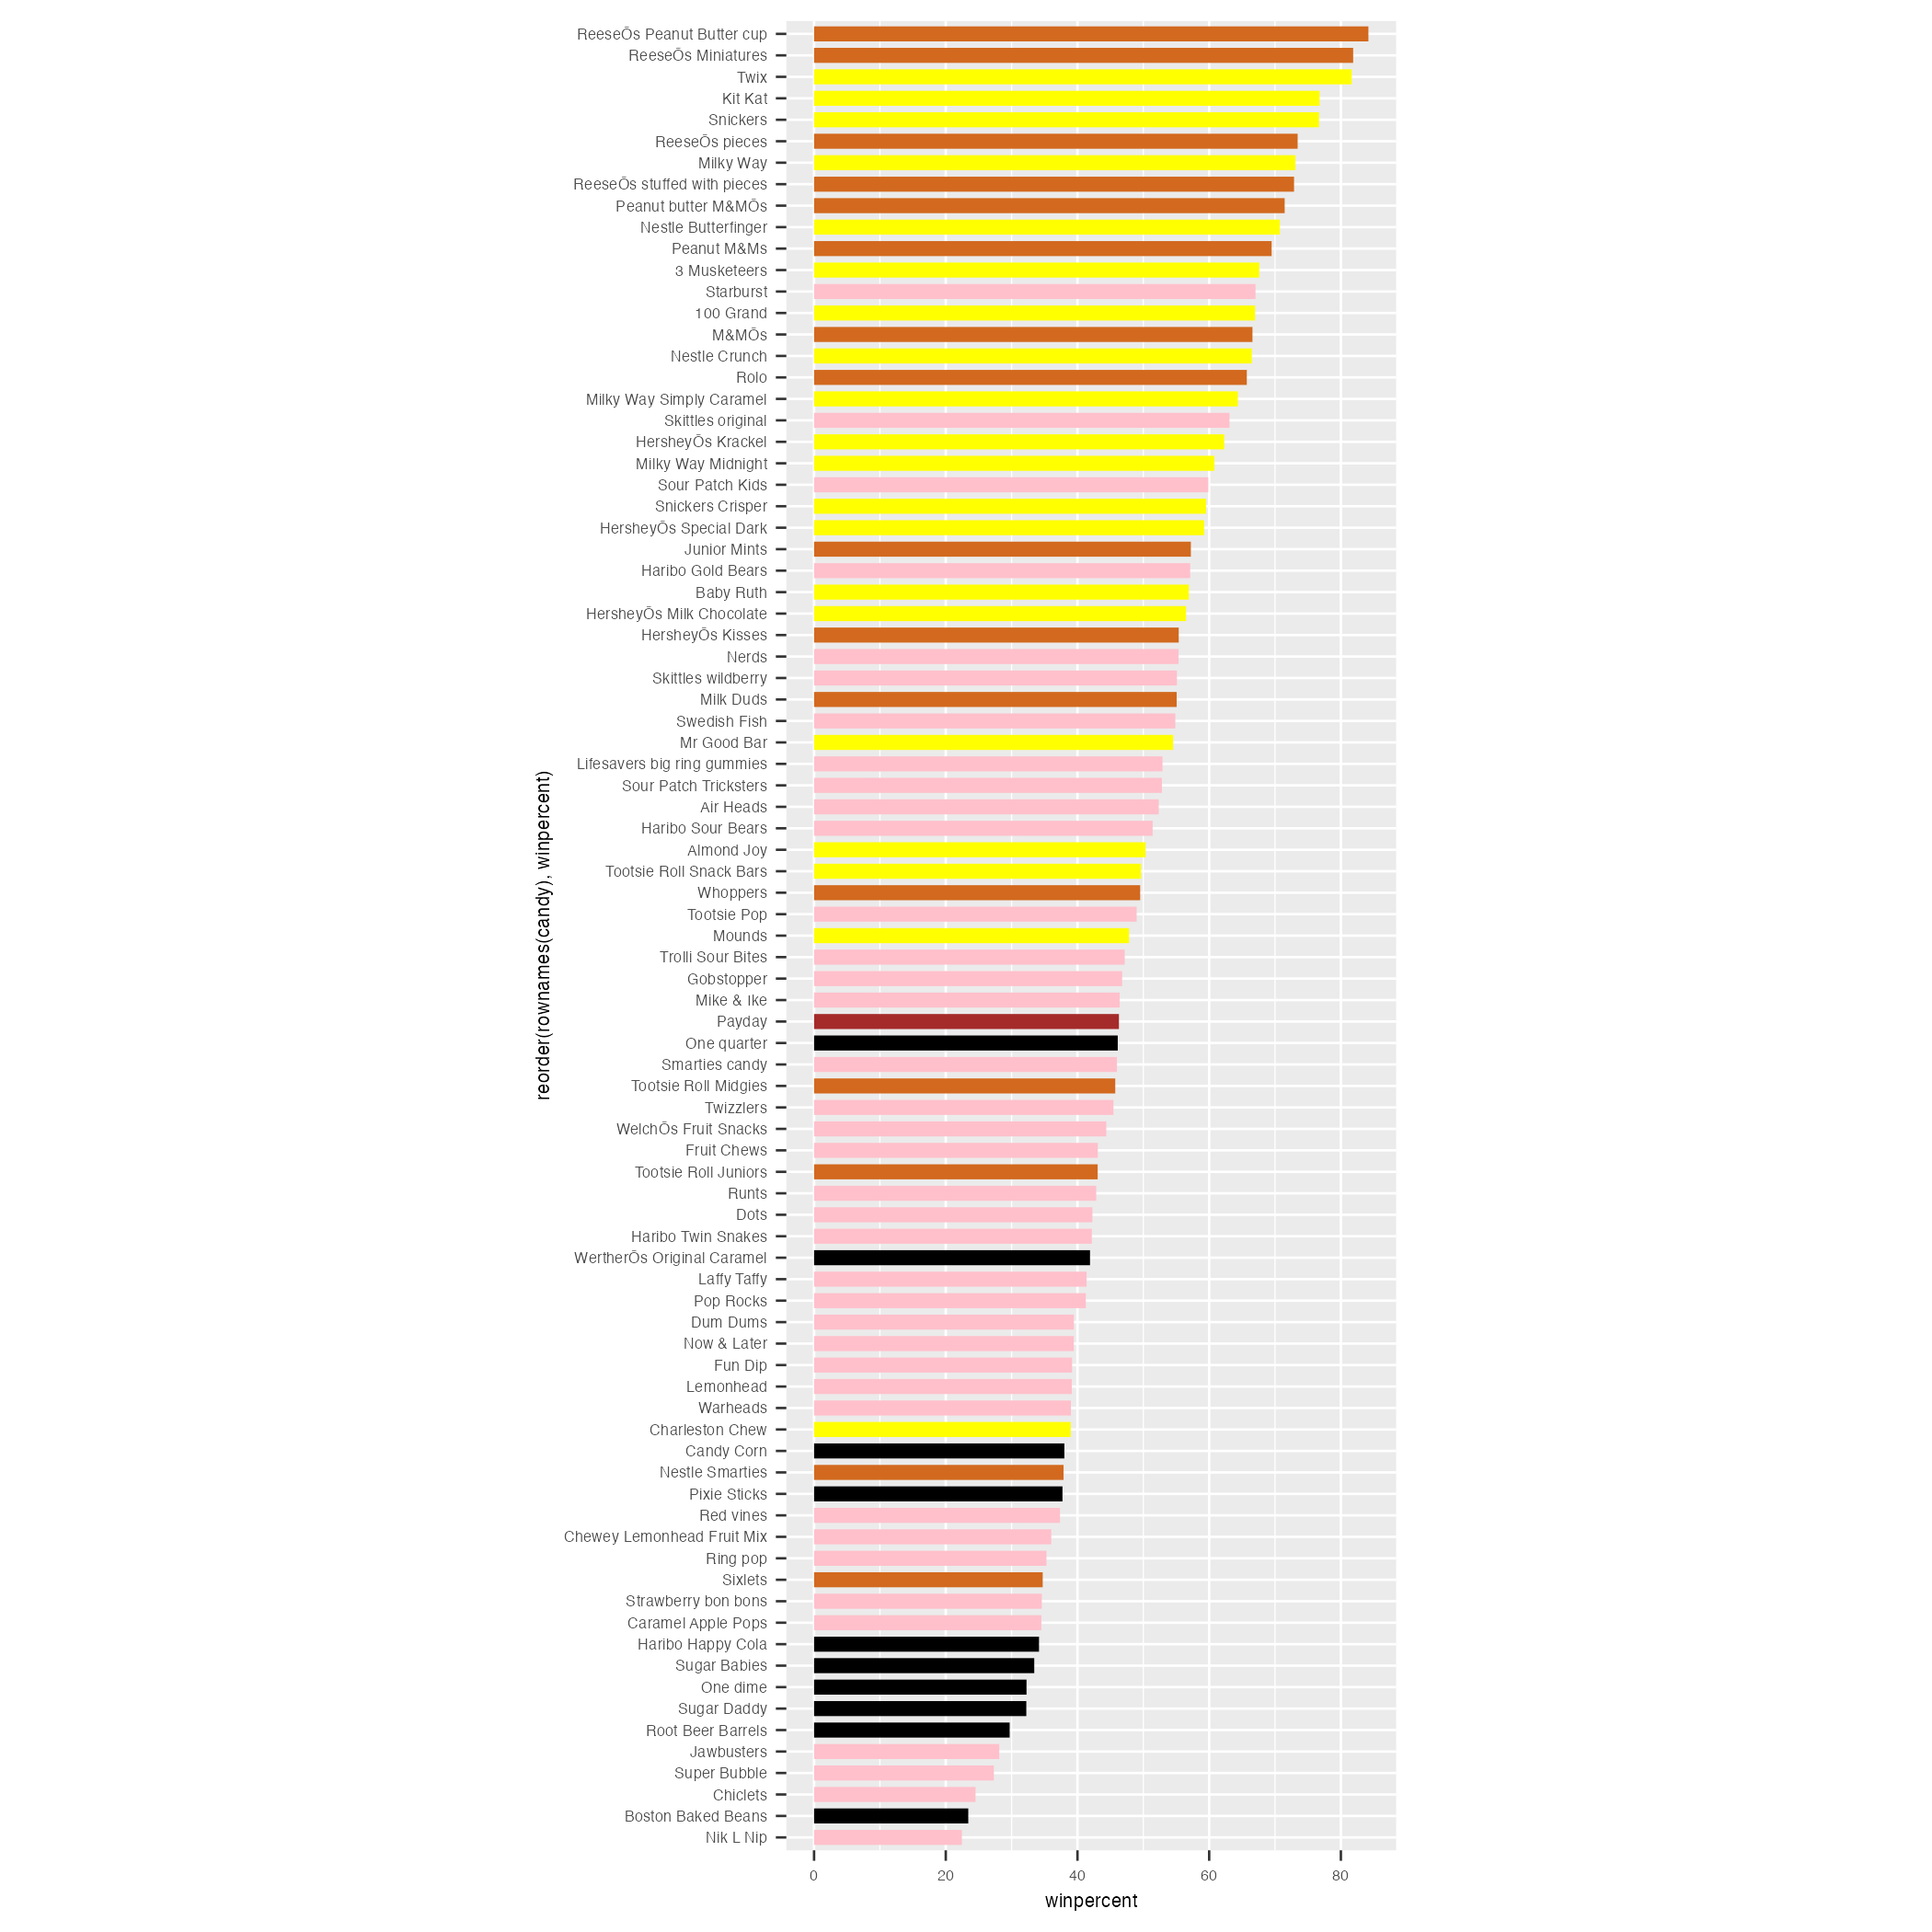 ReeseÕs Peanut Butter cup
ReeseÕs Miniatures
Twix
Kit Kat
Snickers
ReeseÕs pieces
Milky Way
ReeseÕs stuffed with pieces
Peanut butter M&MÕs
Nestle Butterfinger
Peanut M&Ms
3 Musketeers
Starburst
100 Grand
M&MÕs
Nestle Crunch
Rolo
Milky Way Simply Caramel
Skittles original
HersheyÕs Krackel
Milky Way Midnight
Sour Patch Kids
Snickers Crisper
HersheyÕs Special Dark
Junior Mints
Haribo Gold Bears
Baby Ruth
HersheyÕs Milk Chocolate
HersheyÕs Kisses
Nerds
Skittles wildberry
Milk Duds
Swedish Fish
Mr Good Bar
Lifesavers big ring gummies
Sour Patch Tricksters
Air Heads
Haribo Sour Bears
Almond Joy
Tootsie Roll Snack Bars
Whoppers
Tootsie Pop
Mounds
Trolli Sour Bites
Gobstopper
Mike & Ike
Payday
One quarter
Smarties candy
Tootsie Roll Midgies
Twizzlers
WelchÕs Fruit Snacks
Fruit Chews
Tootsie Roll Juniors
Runts
Dots
Haribo Twin Snakes
WertherÕs Original Caramel
Laffy Taffy
Pop Rocks
Dum Dums
Now & Later
Fun Dip
Lemonhead
Warheads
Charleston Chew
Candy Corn
Nestle Smarties
Pixie Sticks
Red vines
Chewey Lemonhead Fruit Mix
Ring pop
Sixlets
Strawberry bon bons
Caramel Apple Pops
Haribo Happy Cola
Sugar Babies
One dime
Sugar Daddy
Root Beer Barrels
Jawbusters
Super Bubble
Chiclets
Boston Baked Beans
Nik L Nip
reorder(rownames(candy), winpercent)
0 20 40 60 80
winpercent